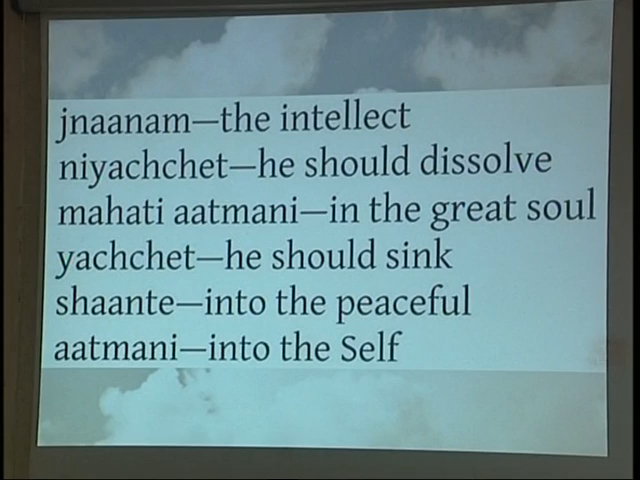 jnaanam—the intellect
niyachchet—he should dissolve
mahati aatmani—in the great soul
yachchet—he should sink
shaante—into the peaceful
aatmani—into the Self